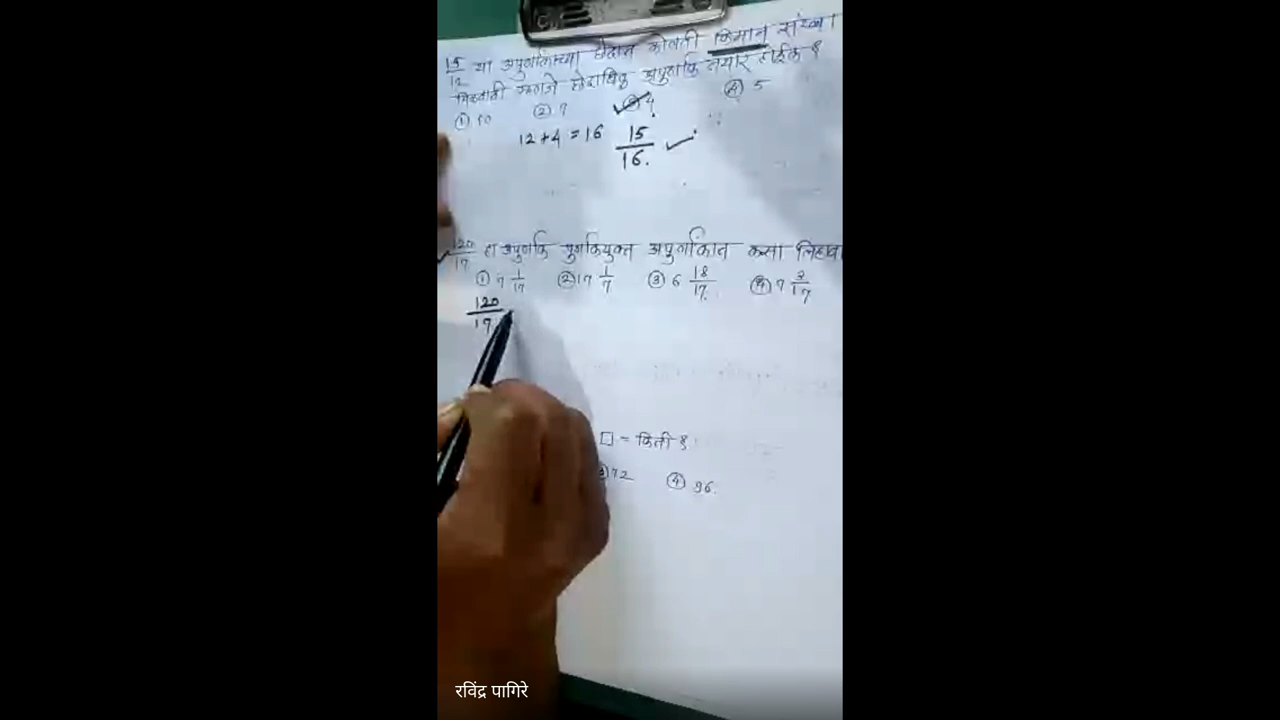 15/12 या अपूर्णांकाच्या छेदात कोणती किमान संख्या
मिळवावी म्हणजे छेदाधिक अपूर्णांक तयार होईल ?
① 10 ② 7 ③ 4 ④ 5
12+4 = 16 15/16.
120/17 हा अपूर्णांक पूर्णांकयुक्त अपूर्णांकात कसा लिहाल
① 7 1/17 ② 17 1/7 ③ 6 18/17. ④ 7 2/17
120/17
□ = किती ?
③ 72 ④ 96.
रविंद्र पागिरे